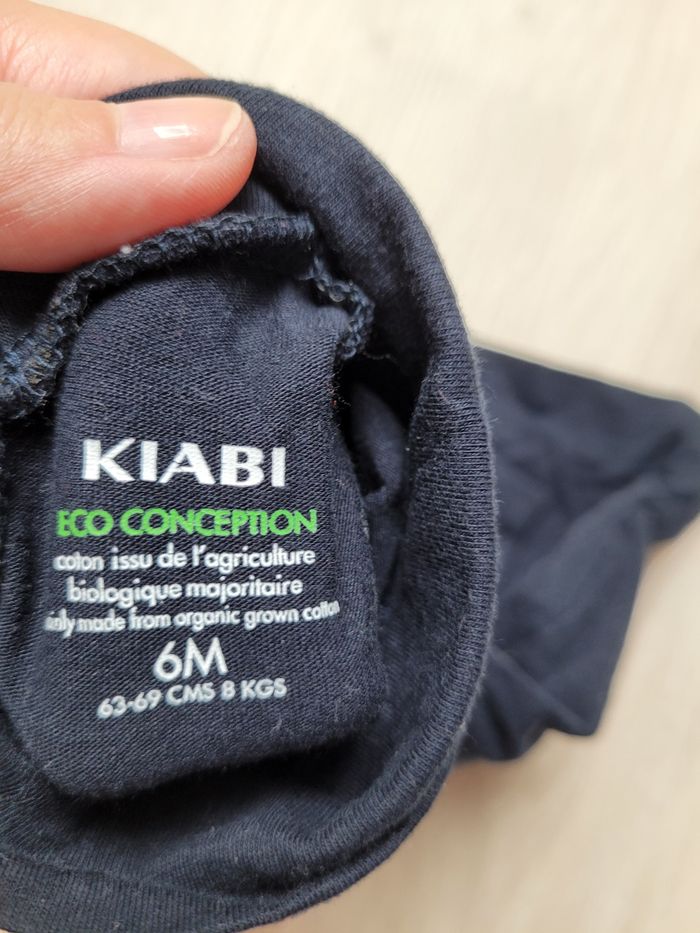 KIABI
ECO CONCEPTION
coton issu de l'agriculture
biologique majoritaire
made from organic grown cotton
6M
63-69 CMS 8 KGS